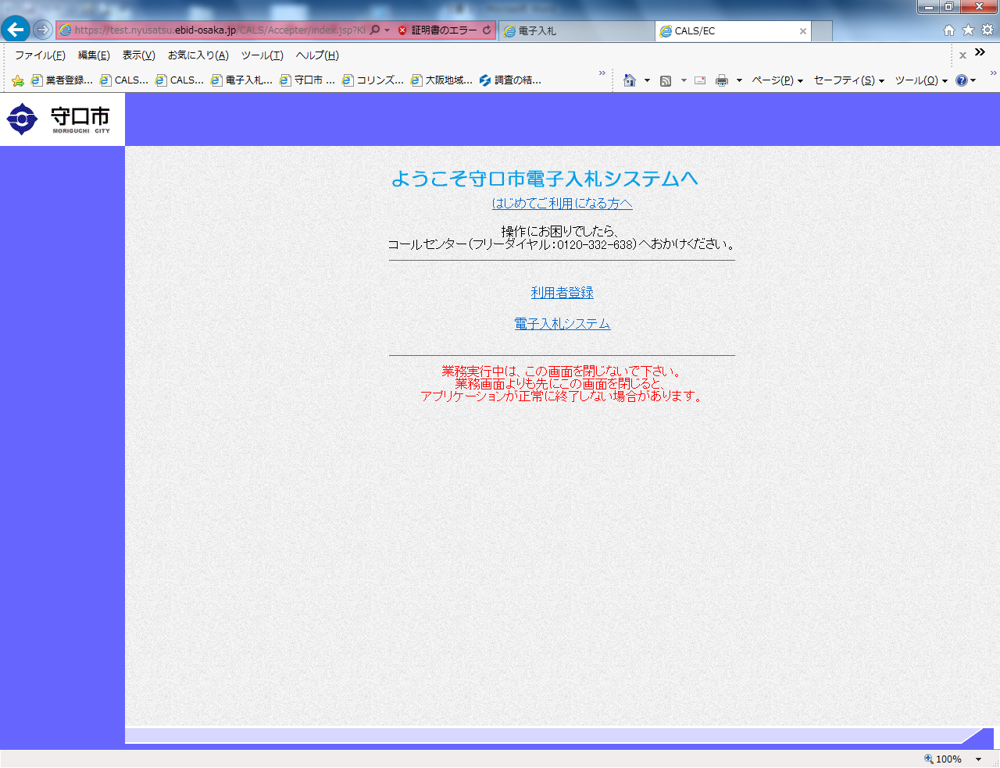 https://test.nyusatsu.ebid-osaka.jp/CALS/Accepter/index.jsp?KI
証明書のエラー
電子入札
CALS/EC
ファイル(F) 編集(E) 表示(V) お気に入り(A) ツール(T) ヘルプ(H)
業者登録... CALS... CALS... 電子入札... 守口市 ... コリンズ... 大阪地域... 調査の結...
ページ(P) セーフティ(S) ツール(O)
守口市
MORIGUCHI CITY
ようこそ守口市電子入札システムへ
はじめてご利用になる方へ
操作にお困りでしたら、
コールセンター(フリーダイヤル:0120-332-638)へおかけください。
利用者登録
電子入札システム
業務実行中は、この画面を閉じないで下さい。
業務画面よりも先にこの画面を閉じると、
アプリケーションが正常に終了しない場合があります。
100%